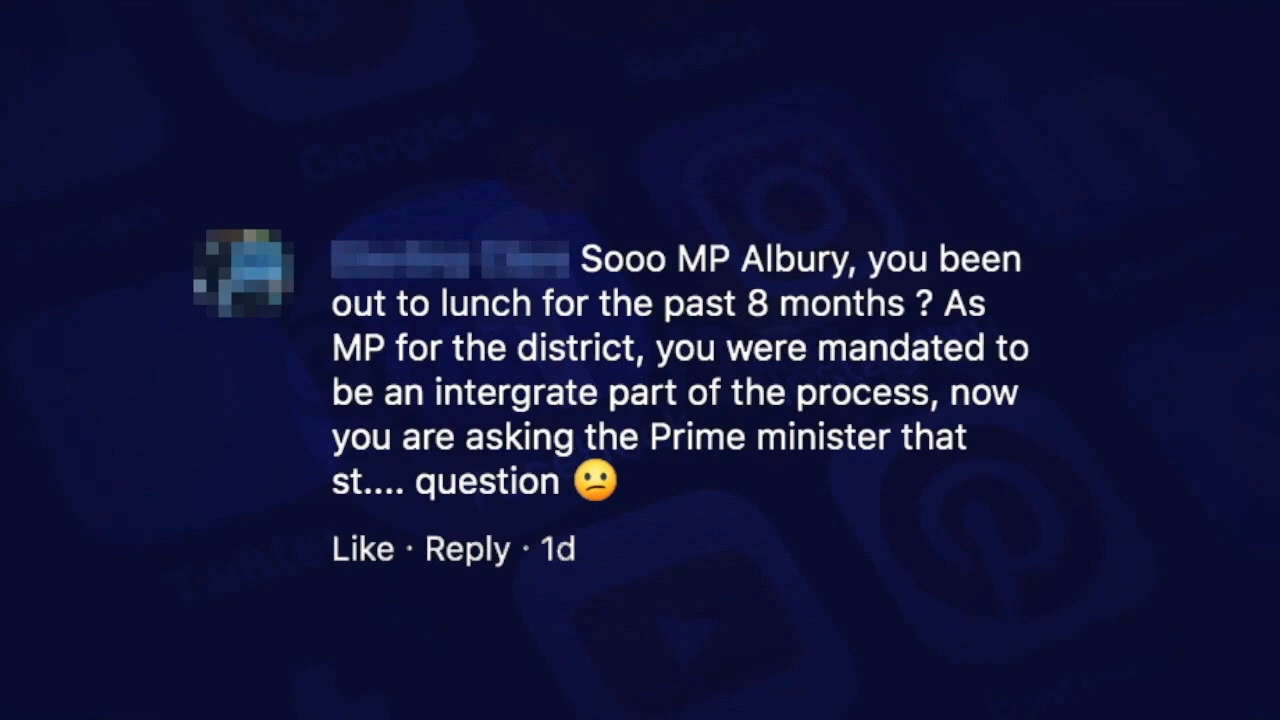 Google+
Sooo MP Albury, you been
out to lunch for the past 8 months ? As
MP for the district, you were mandated to
be an intergrate part of the process, now
you are asking the Prime minister that
st.... question 😕
Like · Reply · 1d